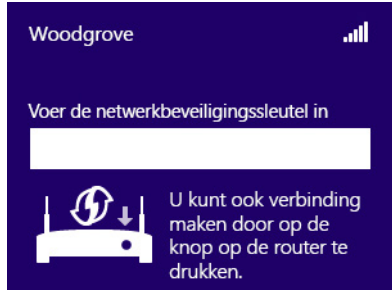 Woodgrove
Voer de netwerkbeveiligingssleutel in
U kunt ook verbinding
maken door op de
knop op de router te
drukken.